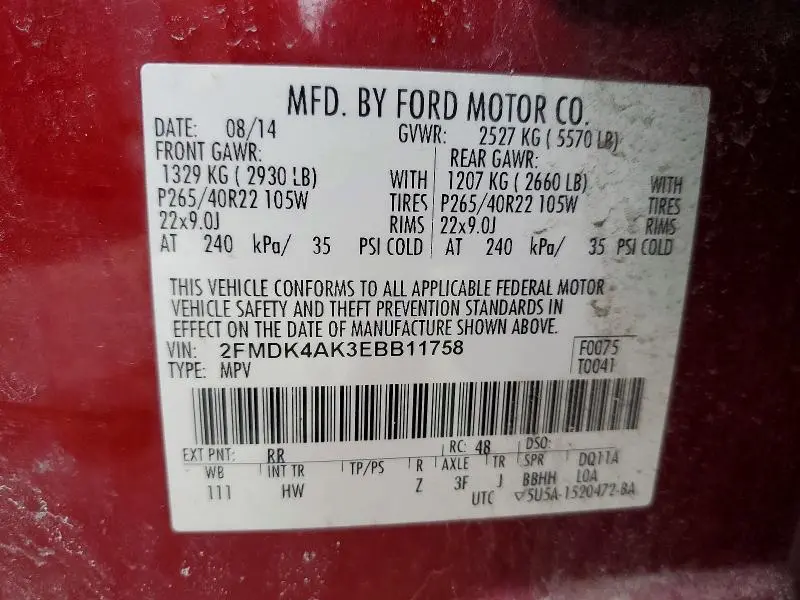 MFD. BY FORD MOTOR CO.
DATE: 08/14 GVWR: 2527 KG ( 5570 LB)
FRONT GAWR: REAR GAWR:
1329 KG ( 2930 LB) WITH 1207 KG ( 2660 LB) WITH
P265/40R22 105W TIRES P265/40R22 105W TIRES
22x9.0J RIMS 22x9.0J RIMS
AT 240 kPa/ 35 PSI COLD AT 240 kPa/ 35 PSI COLD
THIS VEHICLE CONFORMS TO ALL APPLICABLE FEDERAL MOTOR
VEHICLE SAFETY AND THEFT PREVENTION STANDARDS IN
EFFECT ON THE DATE OF MANUFACTURE SHOWN ABOVE.
VIN: 2FMDK4AK3EBB11758 F0075
TYPE: MPV T0041
EXT PNT: RR RC: 48 DSO:
WB INT TR TP/PS R AXLE TR SPR DQ11A
111 HW Z 3F J BBHH LOA
UTC ▽5U5A-1520472-BA